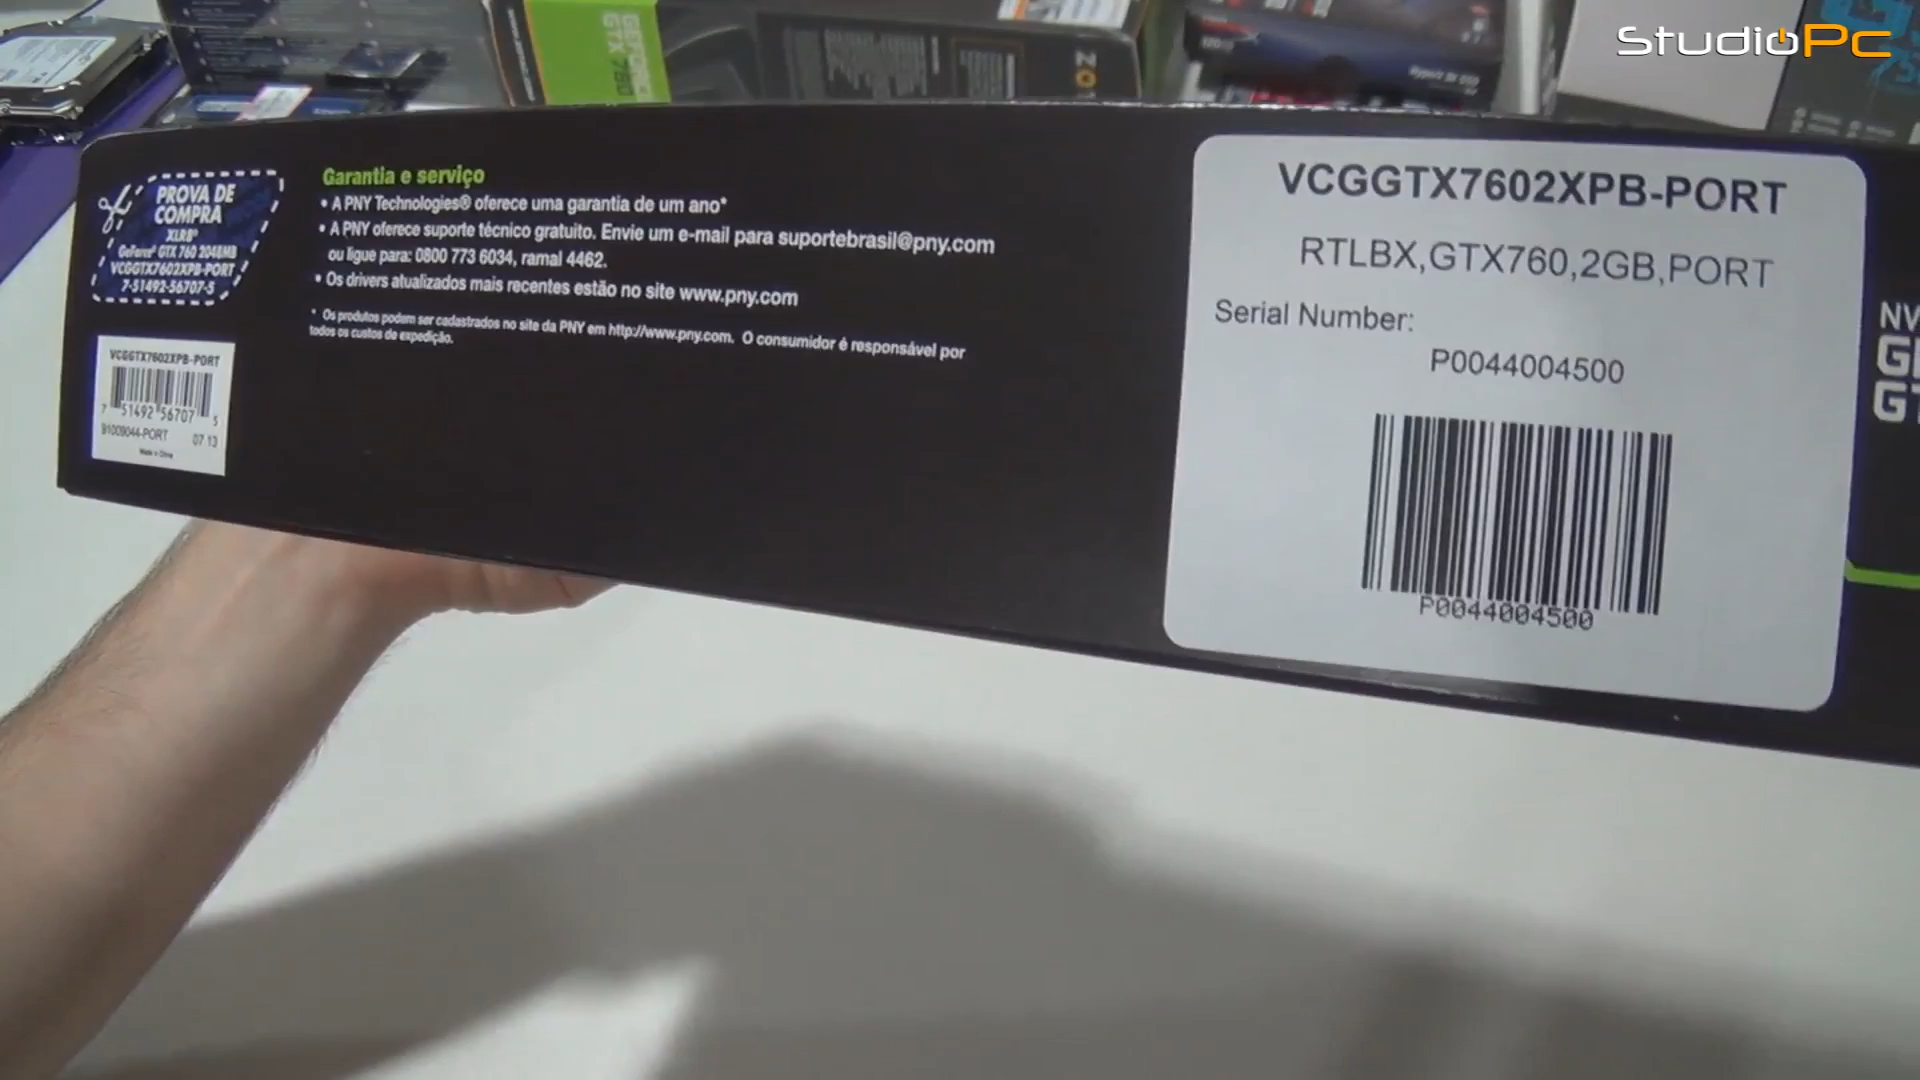 StudioPc
GEFORCE
GTX 760
PROVA DE
COMPRA
XLR8®
GeForce® GTX 760 2048MB
VCGGTX7602XPB-PORT
7-51492-56707-5
VCGGTX7602XPB-PORT
7 51492 56707 5
91009044-PORT 07 13
Made in China
Garantia e serviço
• A PNY Technologies® oferece uma garantia de um ano*
• A PNY oferece suporte técnico gratuito. Envie um e-mail para suportebrasil@pny.com
ou ligue para: 0800 773 6034, ramal 4462.
• Os drivers atualizados mais recentes estão no site www.pny.com
* Os produtos podem ser cadastrados no site da PNY em http://www.pny.com. O consumidor é responsável por
todos os custos de expedição.
VCGGTX7602XPB-PORT
RTLBX,GTX760,2GB,PORT
Serial Number:
P0044004500
P0044004500
NV
GE
GT